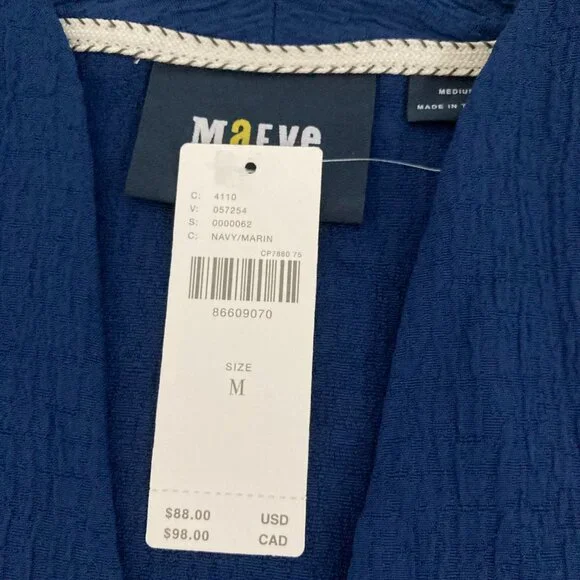 MaEve
MEDIUM
MADE IN
C: 4110
V: 057254
S: 0000062
C: NAVY/MARIN
CP7880 75
86609070
SIZE
M
$88.00 USD
$98.00 CAD